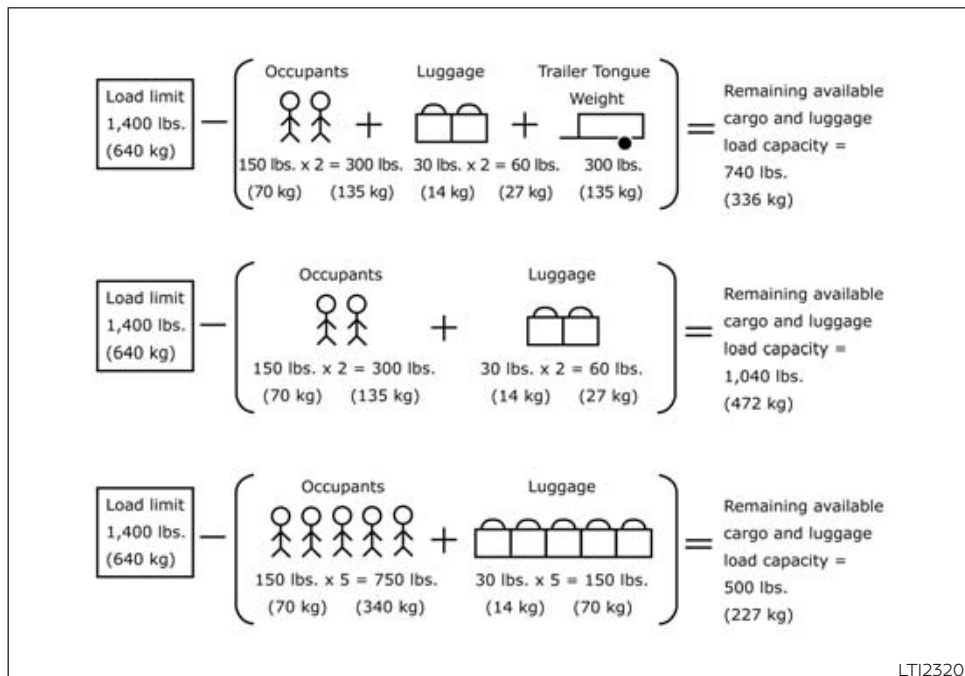 Load limit
1,400 lbs.
(640 kg)
Occupants
150 lbs. x 2 = 300 lbs.
(70 kg) (135 kg)
Luggage
30 lbs. x 2 = 60 lbs.
(14 kg) (27 kg)
Trailer Tongue
Weight
300 lbs.
(135 kg)
Remaining available
cargo and luggage
load capacity =
740 lbs.
(336 kg)
Load limit
1,400 lbs.
(640 kg)
Occupants
150 lbs. x 2 = 300 lbs.
(70 kg) (135 kg)
Luggage
30 lbs. x 2 = 60 lbs.
(14 kg) (27 kg)
Remaining available
cargo and luggage
load capacity =
1,040 lbs.
(472 kg)
Load limit
1,400 lbs.
(640 kg)
Occupants
150 lbs. x 5 = 750 lbs.
(70 kg) (340 kg)
Luggage
30 lbs. x 5 = 150 lbs.
(14 kg) (70 kg)
Remaining available
cargo and luggage
load capacity =
500 lbs.
(227 kg)
LTI2320